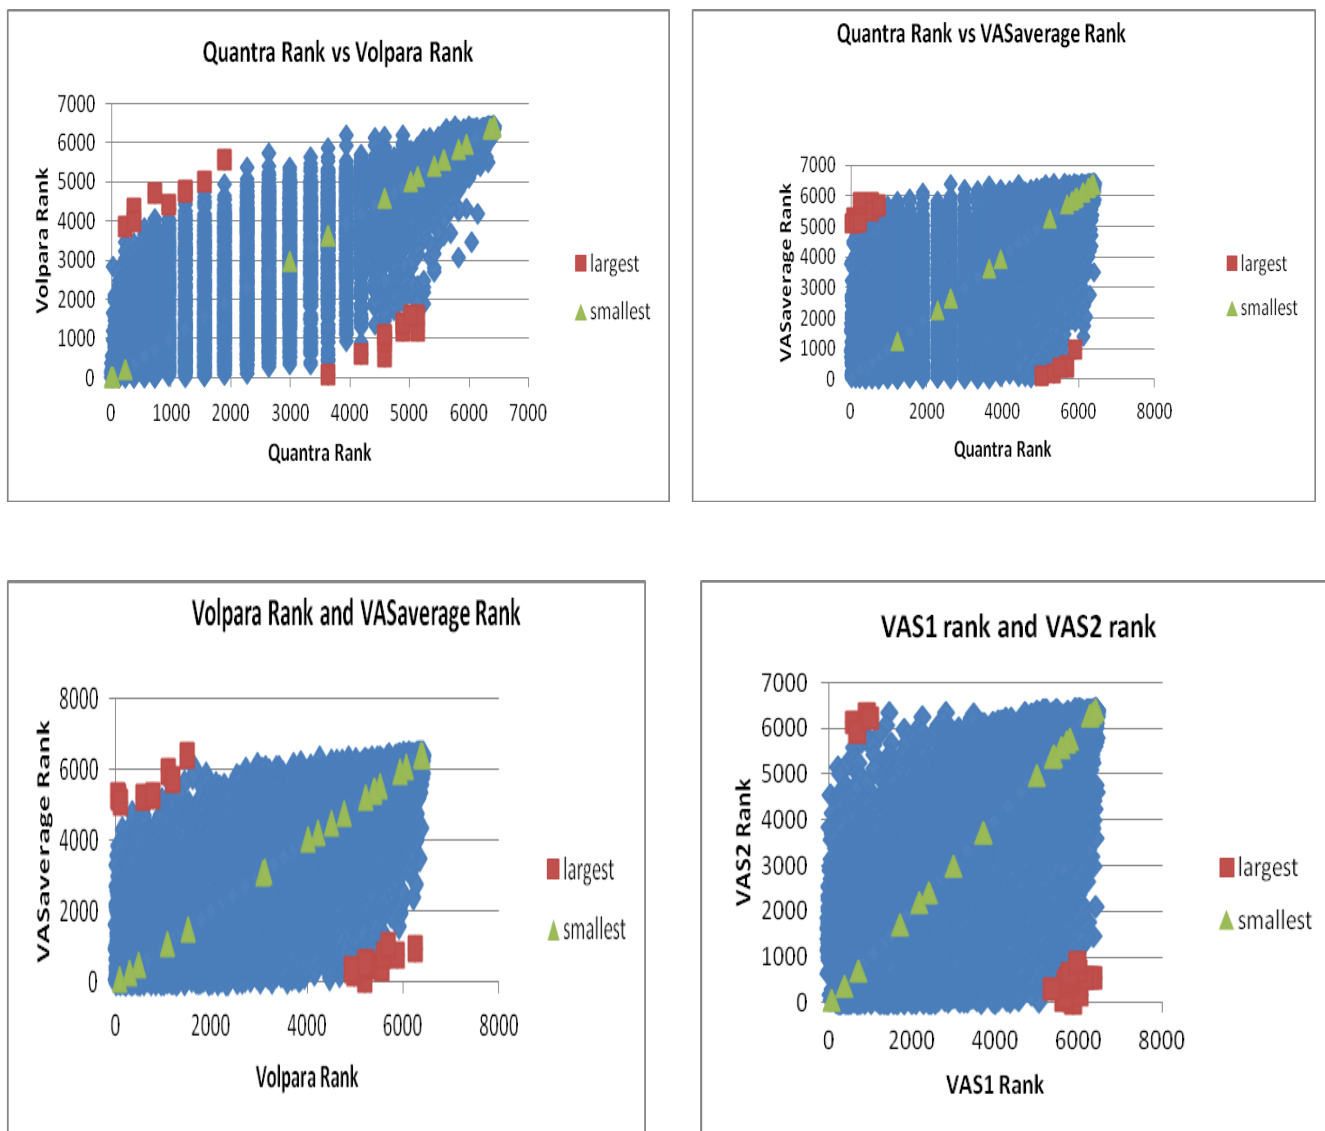 Quantra Rank vs Volpara Rank
Volpara Rank
7000
6000
5000
4000
3000
2000
1000
0
0 1000 2000 3000 4000 5000 6000 7000
Quantra Rank
largest
smallest
Quantra Rank vs VASaverage Rank
VASaverage Rank
7000
6000
5000
4000
3000
2000
1000
0
0 2000 4000 6000 8000
Quantra Rank
largest
smallest
Volpara Rank and VASaverage Rank
VASaverage Rank
8000
6000
4000
2000
0
0 2000 4000 6000 8000
Volpara Rank
largest
smallest
VAS1 rank and VAS2 rank
VAS2 Rank
7000
6000
5000
4000
3000
2000
1000
0
0 2000 4000 6000 8000
VAS1 Rank
largest
smallest